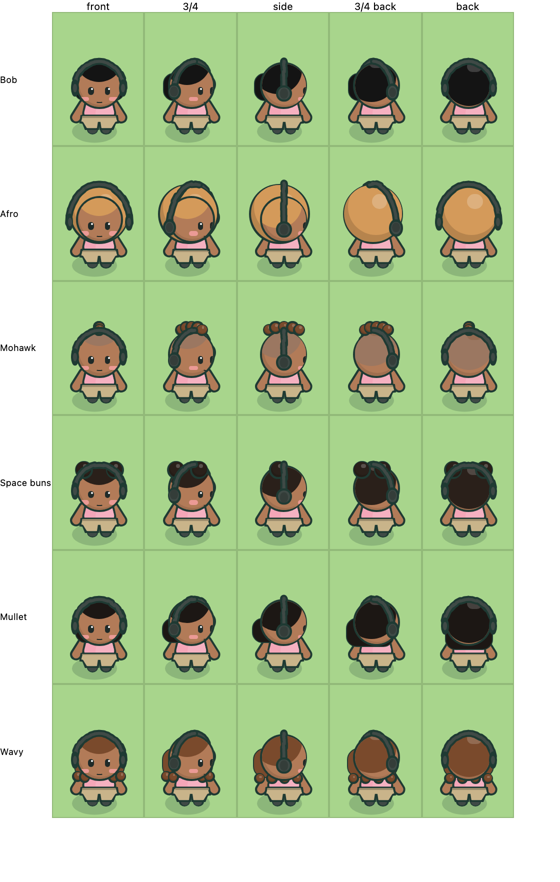 front 3/4 side 3/4 back back
Bob
Afro
Mohawk
Space buns
Mullet
Wavy